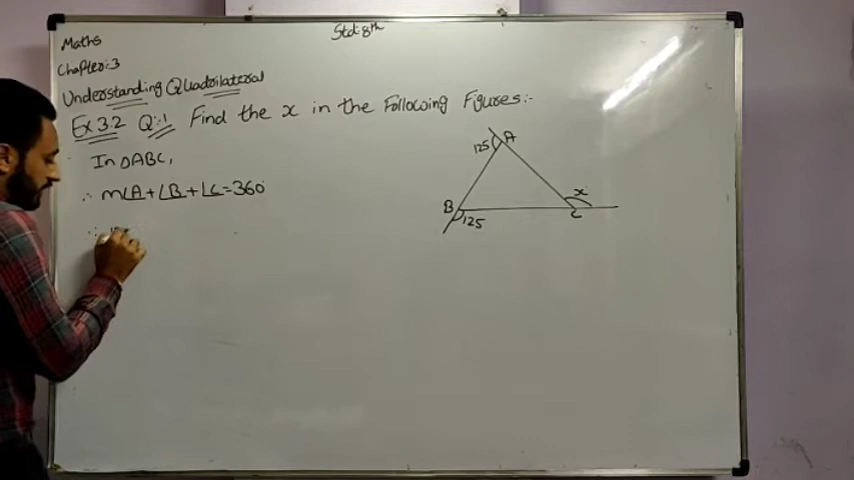 Std:8th
Maths
Chapter:3
Understanding Quadrilateral
Ex 3.2 Q:1 Find the x in the Following Figures:-
In △ABC,
∴ m∠A+∠B+∠C=360°
∴
A
125
B
125
x
C